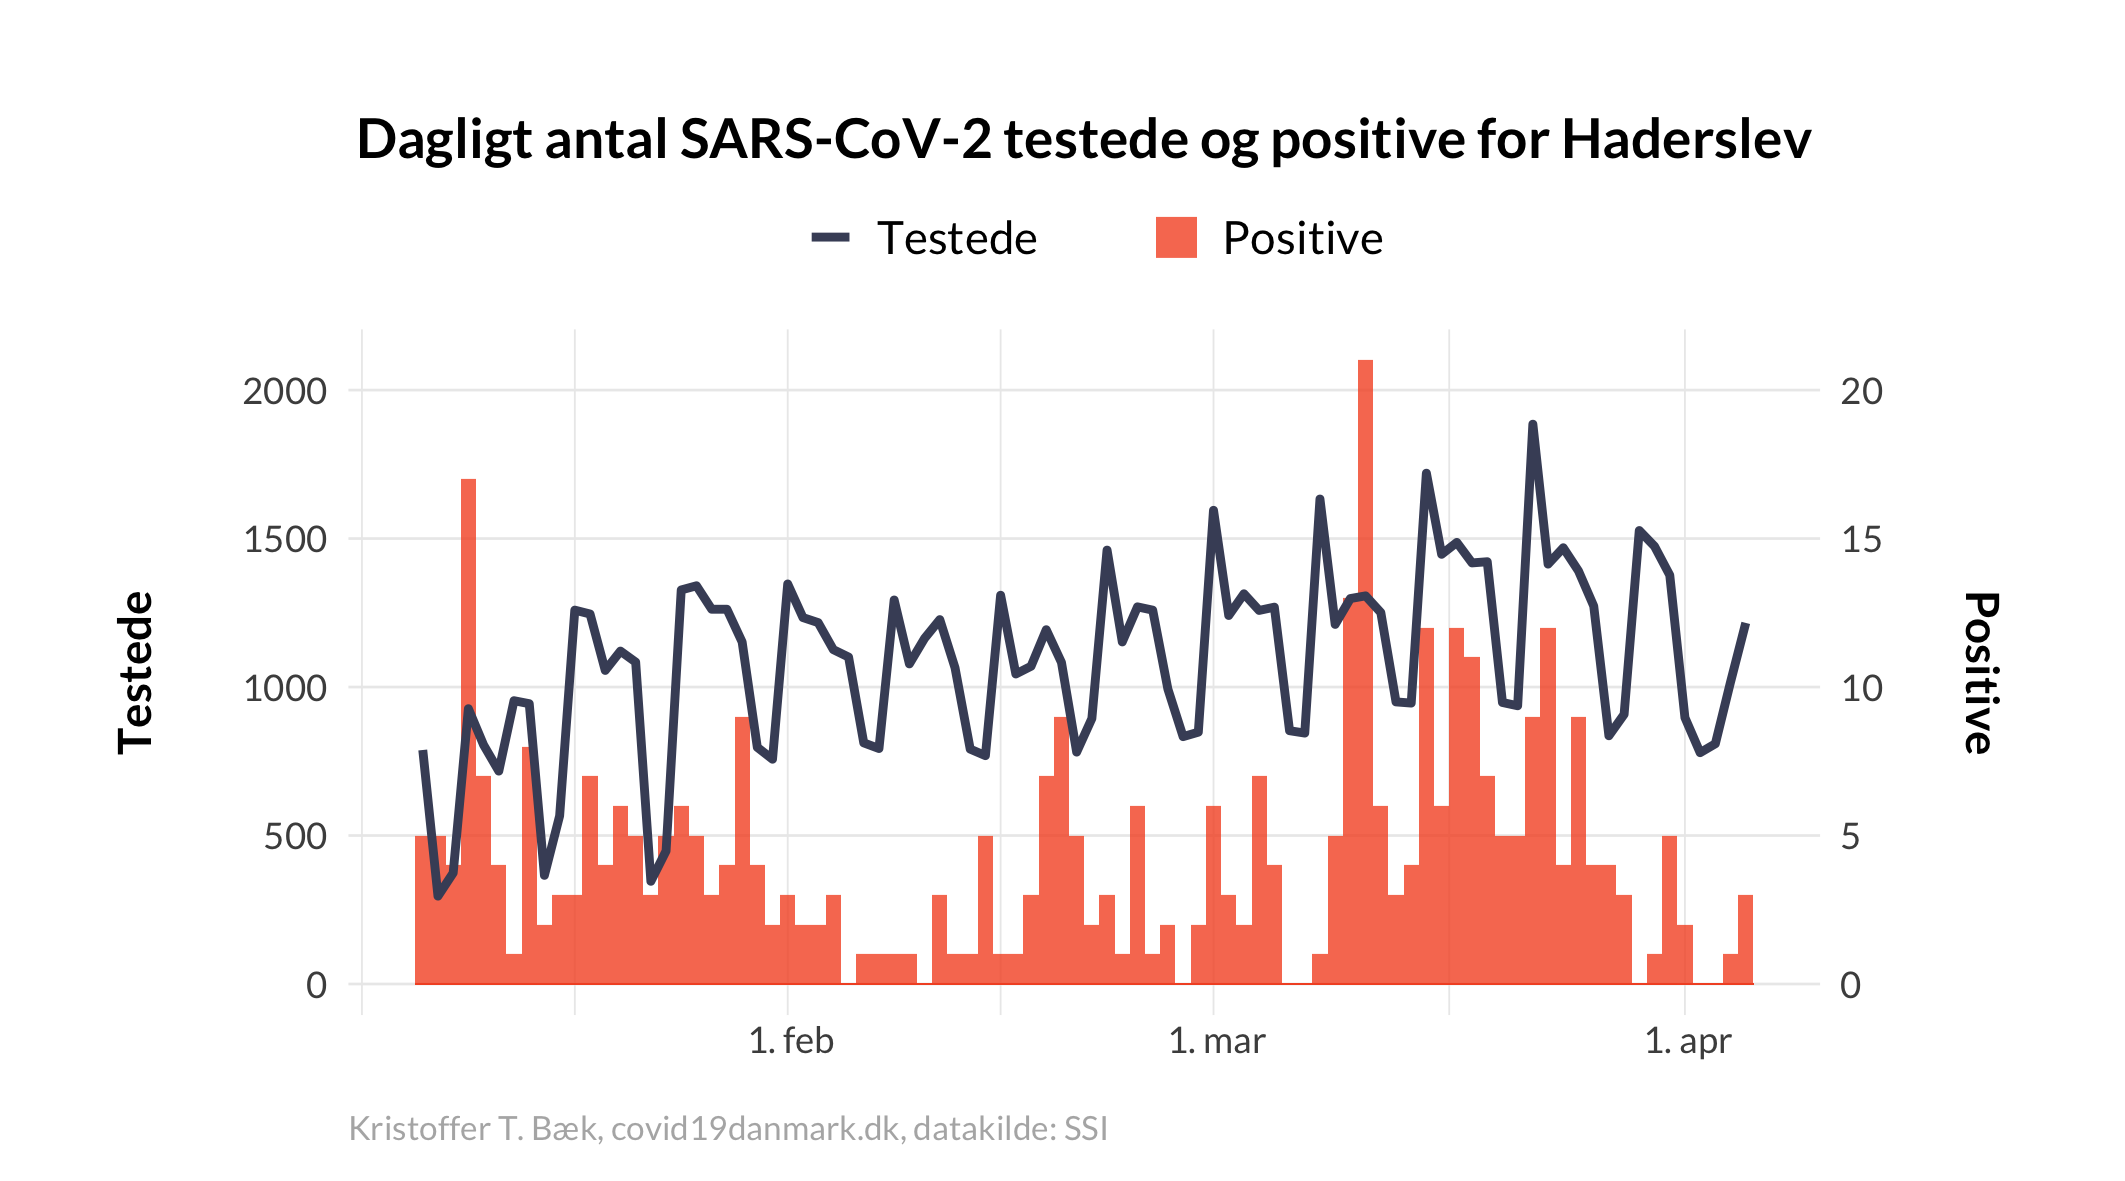 Dagligt antal SARS-CoV-2 testede og positive for Haderslev
Testede Positive
2000 20
1500 15
1000 10
500 5
0 0
Testede
Positive
1. feb 1. mar 1. apr
Kristoffer T. Bæk, covid19danmark.dk, datakilde: SSI